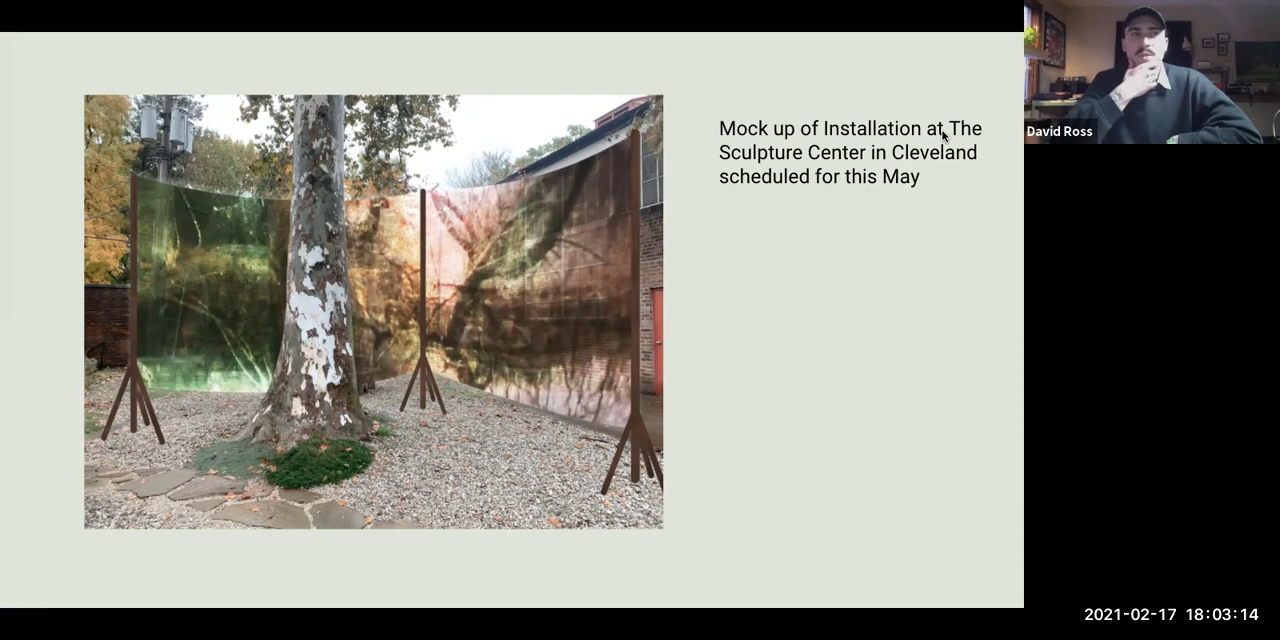 Mock up of Installation at The
Sculpture Center in Cleveland
scheduled for this May
David Ross
2021-02-17 18:03:14